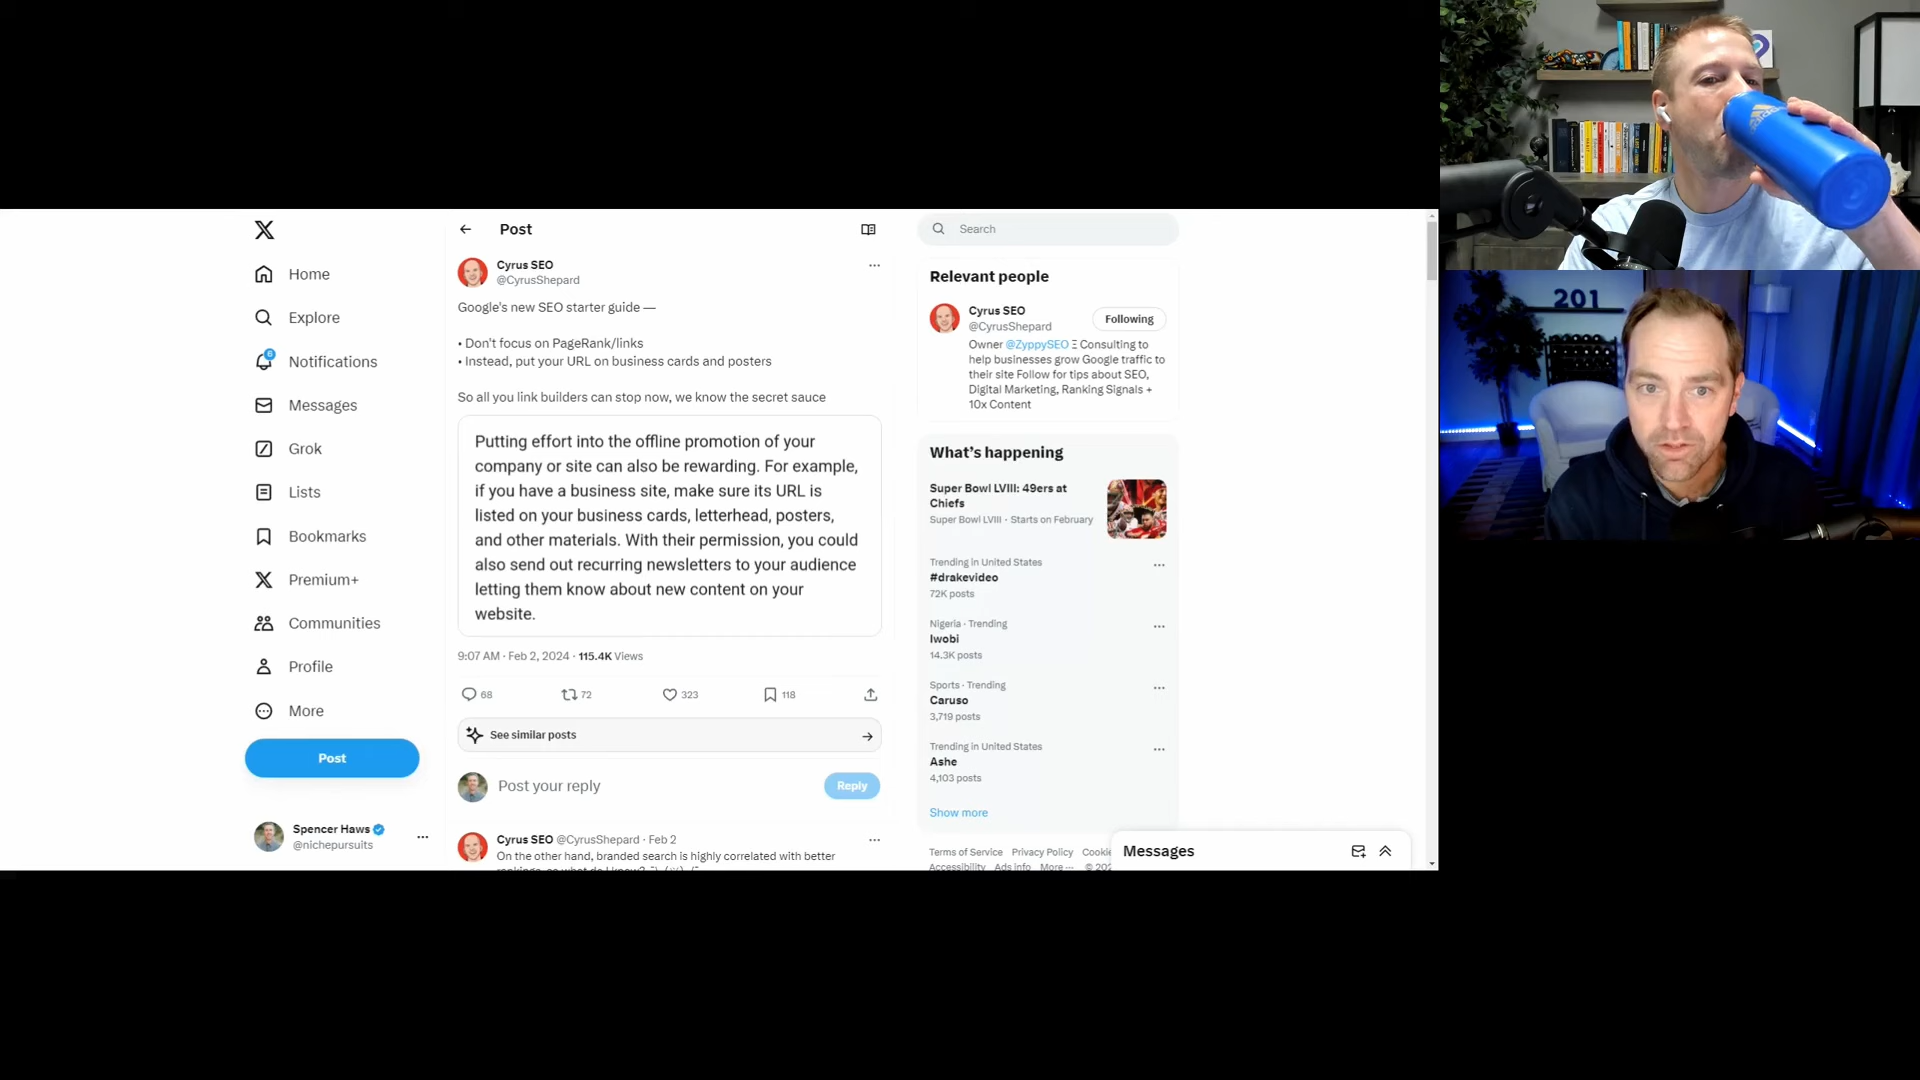 Home
Explore
6
Notifications
Messages
Grok
Lists
Bookmarks
Premium+
Communities
Profile
More
Post
Spencer Haws
@nichepursuits
Post
Cyrus SEO
@CyrusShepard
Google's new SEO starter guide —
• Don't focus on PageRank/links
• Instead, put your URL on business cards and posters
So all you link builders can stop now, we know the secret sauce
Putting effort into the offline promotion of your
company or site can also be rewarding. For example,
if you have a business site, make sure its URL is
listed on your business cards, letterhead, posters,
and other materials. With their permission, you could
also send out recurring newsletters to your audience
letting them know about new content on your
website.
9:07 AM · Feb 2, 2024 · 115.4K Views
68 72 323 118
See similar posts
Post your reply
Reply
Cyrus SEO @CyrusShepard · Feb 2
On the other hand, branded search is highly correlated with better
Search
Relevant people
Cyrus SEO
@CyrusShepard
Following
Owner @ZyppySEO Ξ Consulting to
help businesses grow Google traffic to
their site Follow for tips about SEO,
Digital Marketing, Ranking Signals +
10x Content
What's happening
Super Bowl LVIII: 49ers at
Chiefs
Super Bowl LVIII · Starts on February
Trending in United States
#drakevideo
72K posts
Nigeria · Trending
Iwobi
14.3K posts
Sports · Trending
Caruso
3,719 posts
Trending in United States
Ashe
4,103 posts
Show more
Terms of Service Privacy Policy Cookie
Accessibility Ads info More ··· © 202
Messages
adidas
201